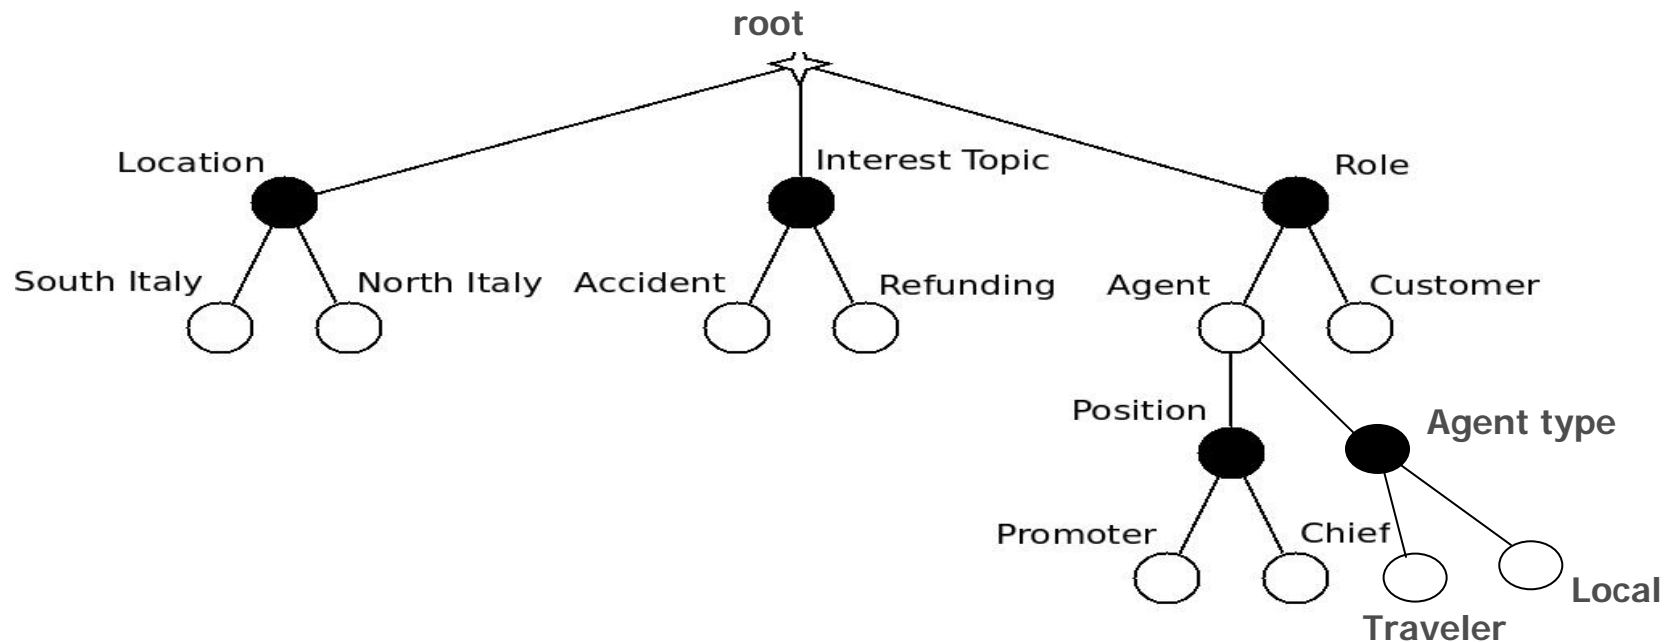 root
Location
Interest Topic
Role
South Italy
North Italy
Accident
Refunding
Agent
Customer
Position
Agent type
Promoter
Chief
Local
Traveler